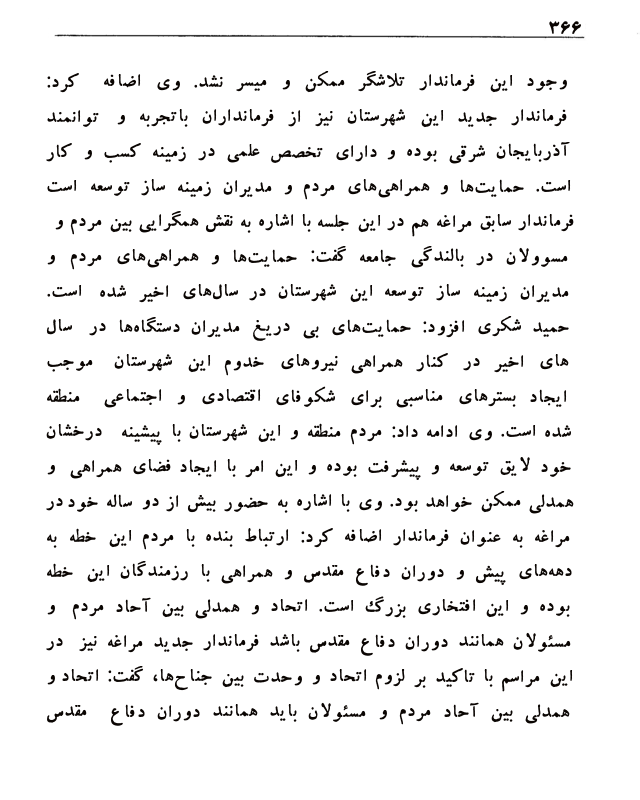 ۳۶۶
وجود این فرماندار تلاشگر ممکن و میسر نشد. وی اضافه کرد:
فرماندار جدید این شهرستان نیز از فرمانداران باتجربه و توانمند
آذربایجان شرقی بوده و دارای تخصص علمی در زمینه کسب و کار
است. حمایت‌ها و همراهی‌های مردم و مدیران زمینه ساز توسعه است
فرماندار سابق مراغه هم در این جلسه با اشاره به نقش همگرایی بین مردم و
مسوولان در بالندگی جامعه گفت: حمایت‌ها و همراهی‌های مردم و
مدیران زمینه ساز توسعه این شهرستان در سال‌های اخیر شده است.
حمید شکری افزود: حمایت‌های بی دریغ مدیران دستگاه‌ها در سال
های اخیر در کنار همراهی نیروهای خدوم این شهرستان موجب
ایجاد بسترهای مناسبی برای شکوفای اقتصادی و اجتماعی منطقه
شده است. وی ادامه داد: مردم منطقه و این شهرستان با پیشینه درخشان
خود لایق توسعه و پیشرفت بوده و این امر با ایجاد فضای همراهی و
همدلی ممکن خواهد بود. وی با اشاره به حضور بیش از دو ساله خود در
مراغه به عنوان فرماندار اضافه کرد: ارتباط بنده با مردم این خطه به
دهه‌های پیش و دوران دفاع مقدس و همراهی با رزمندگان این خطه
بوده و این افتخاری بزرگ است. اتحاد و همدلی بین آحاد مردم و
مسئولان همانند دوران دفاع مقدس باشد فرماندار جدید مراغه نیز در
این مراسم با تاکید بر لزوم اتحاد و وحدت بین جناح‌ها، گفت: اتحاد و
همدلی بین آحاد مردم و مسئولان باید همانند دوران دفاع مقدس